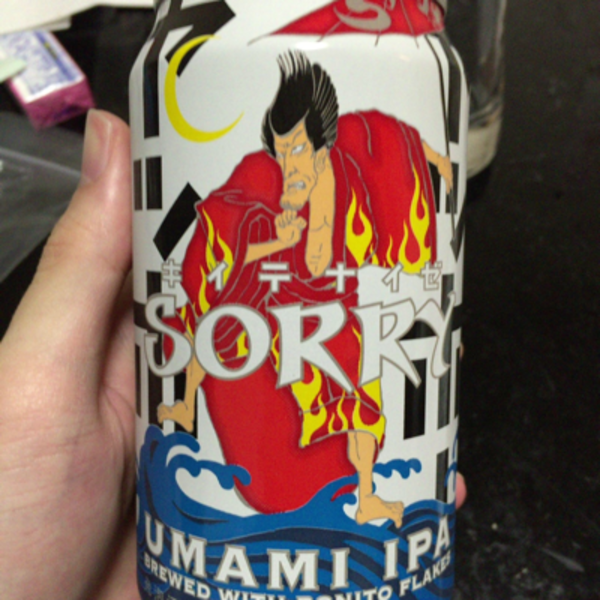 キイテナイゼ
SORRY
UMAMI IPA
BREWED WITH BONITO FLAKES